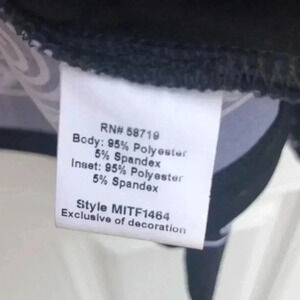 RN# 58719
Body: 95% Polyester
5% Spandex
Inset: 95% Polyester
5% Spandex
Style MITF1464
Exclusive of decoration